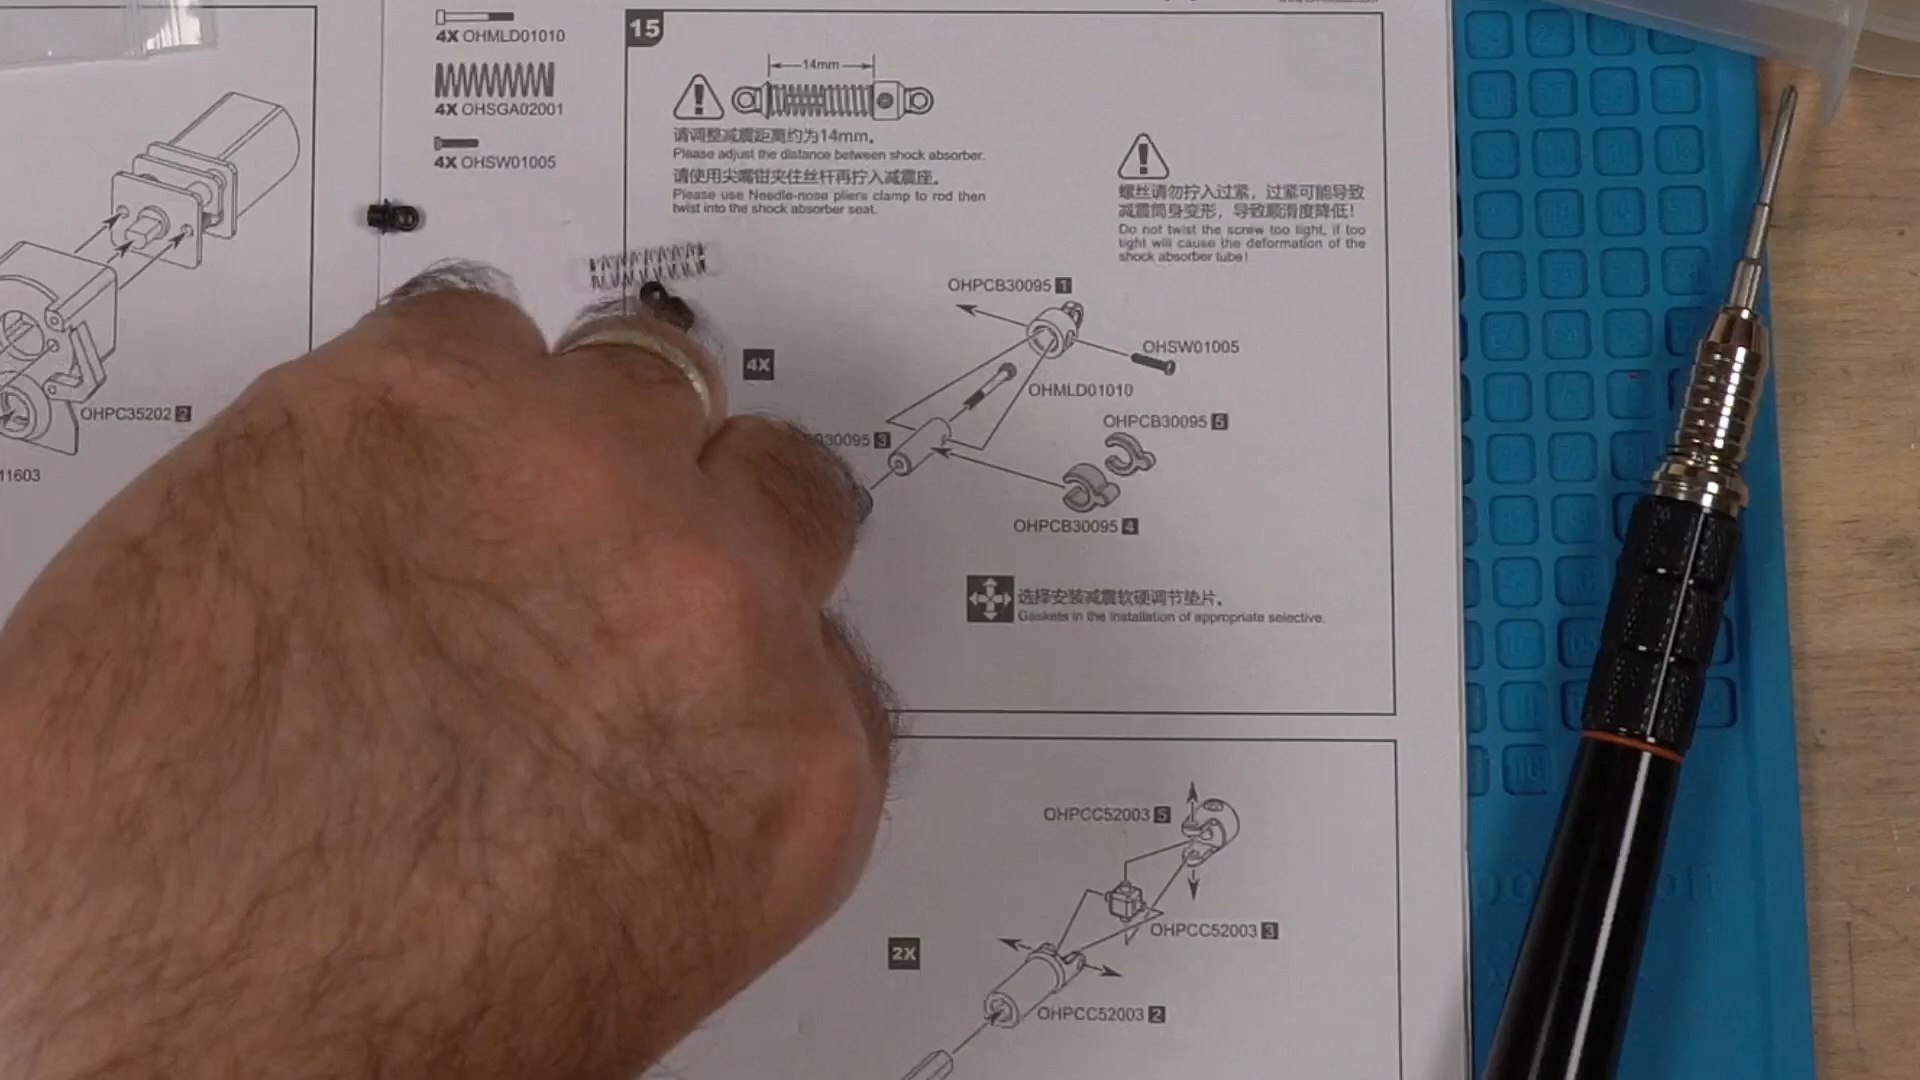 4X OHMLD01010
4X OHSGA02001
4X OHSW01005
15
14mm
请调整减震距离约为14mm。
Please adjust the distance between shock absorber.
请使用尖嘴钳夹住丝杆再拧入减震座。
Please use Needle-nose pliers clamp to rod then
twist into the shock absorber seat.
螺丝请勿拧入过紧，过紧可能导致
减震筒身变形，导致顺滑度降低！
Do not twist the screw too tight, if too
tight will cause the deformation of the
shock absorber tube!
OHPCB30095 1
OHSW01005
4X
OHMLD01010
OHPC35202 2
OHPCB30095 5
30095 3
11603
OHPCB30095 4
选择安装减震软硬调节垫片。
Gaskets in the installation of appropriate selective.
OHPCC52003 5
OHPCC52003 3
2X
OHPCC52003 2